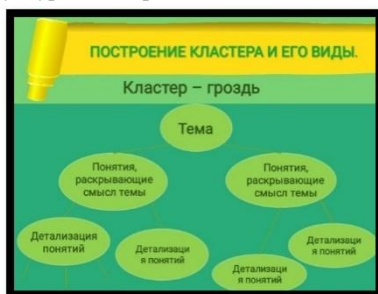 ПОСТРОЕНИЕ КЛАСТЕРА И ЕГО ВИДЫ.
Кластер – гроздь
Тема
Понятия,
раскрывающие
смысл темы
Понятия,
раскрывающие
смысл темы
Детализация
понятий
Детализаци
я понятий
Детализаци
я понятий
Детализаци
я понятий